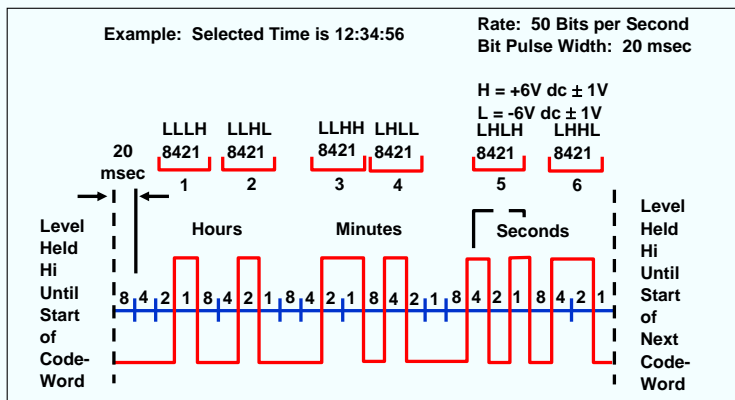 Example: Selected Time is 12:34:56
Rate: 50 Bits per Second
Bit Pulse Width: 20 msec
H = +6V dc ± 1V
L = -6V dc ± 1V
LLLH LLHL LLHH LHLL LHLH LHHL
8421 8421 8421 8421 8421 8421
1 2 3 4 5 6
20
msec
Level
Held
Hi
Until
Start
of
Code-
Word
Hours Minutes Seconds
8 4 2 1 8 4 2 1 8 4 2 1 8 4 2 1 8 4 2 1 8 4 2 1
Level
Held
Hi
Until
Start
of
Next
Code-
Word